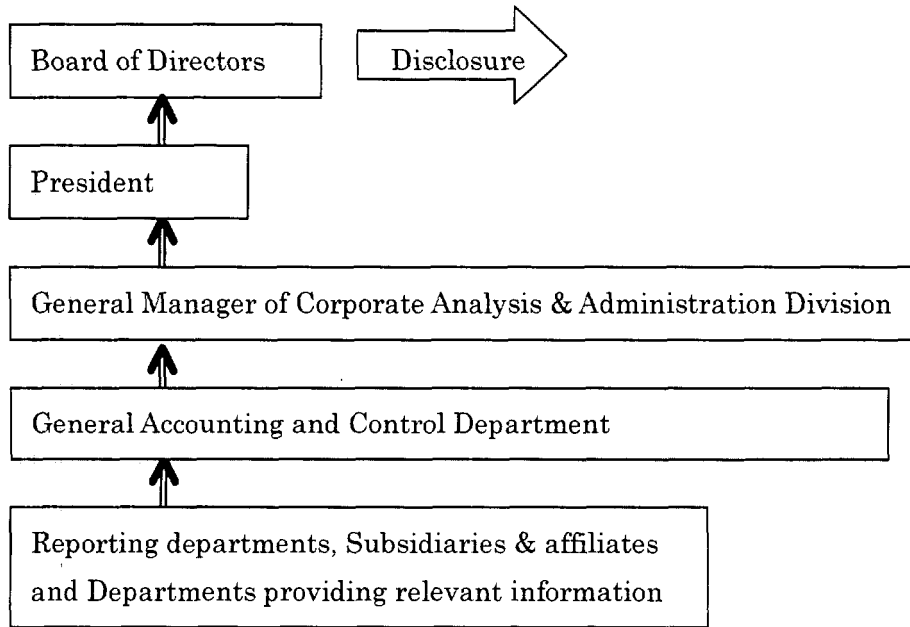 Board of Directors
Disclosure
President
General Manager of Corporate Analysis & Administration Division
General Accounting and Control Department
Reporting departments, Subsidiaries & affiliates
and Departments providing relevant information